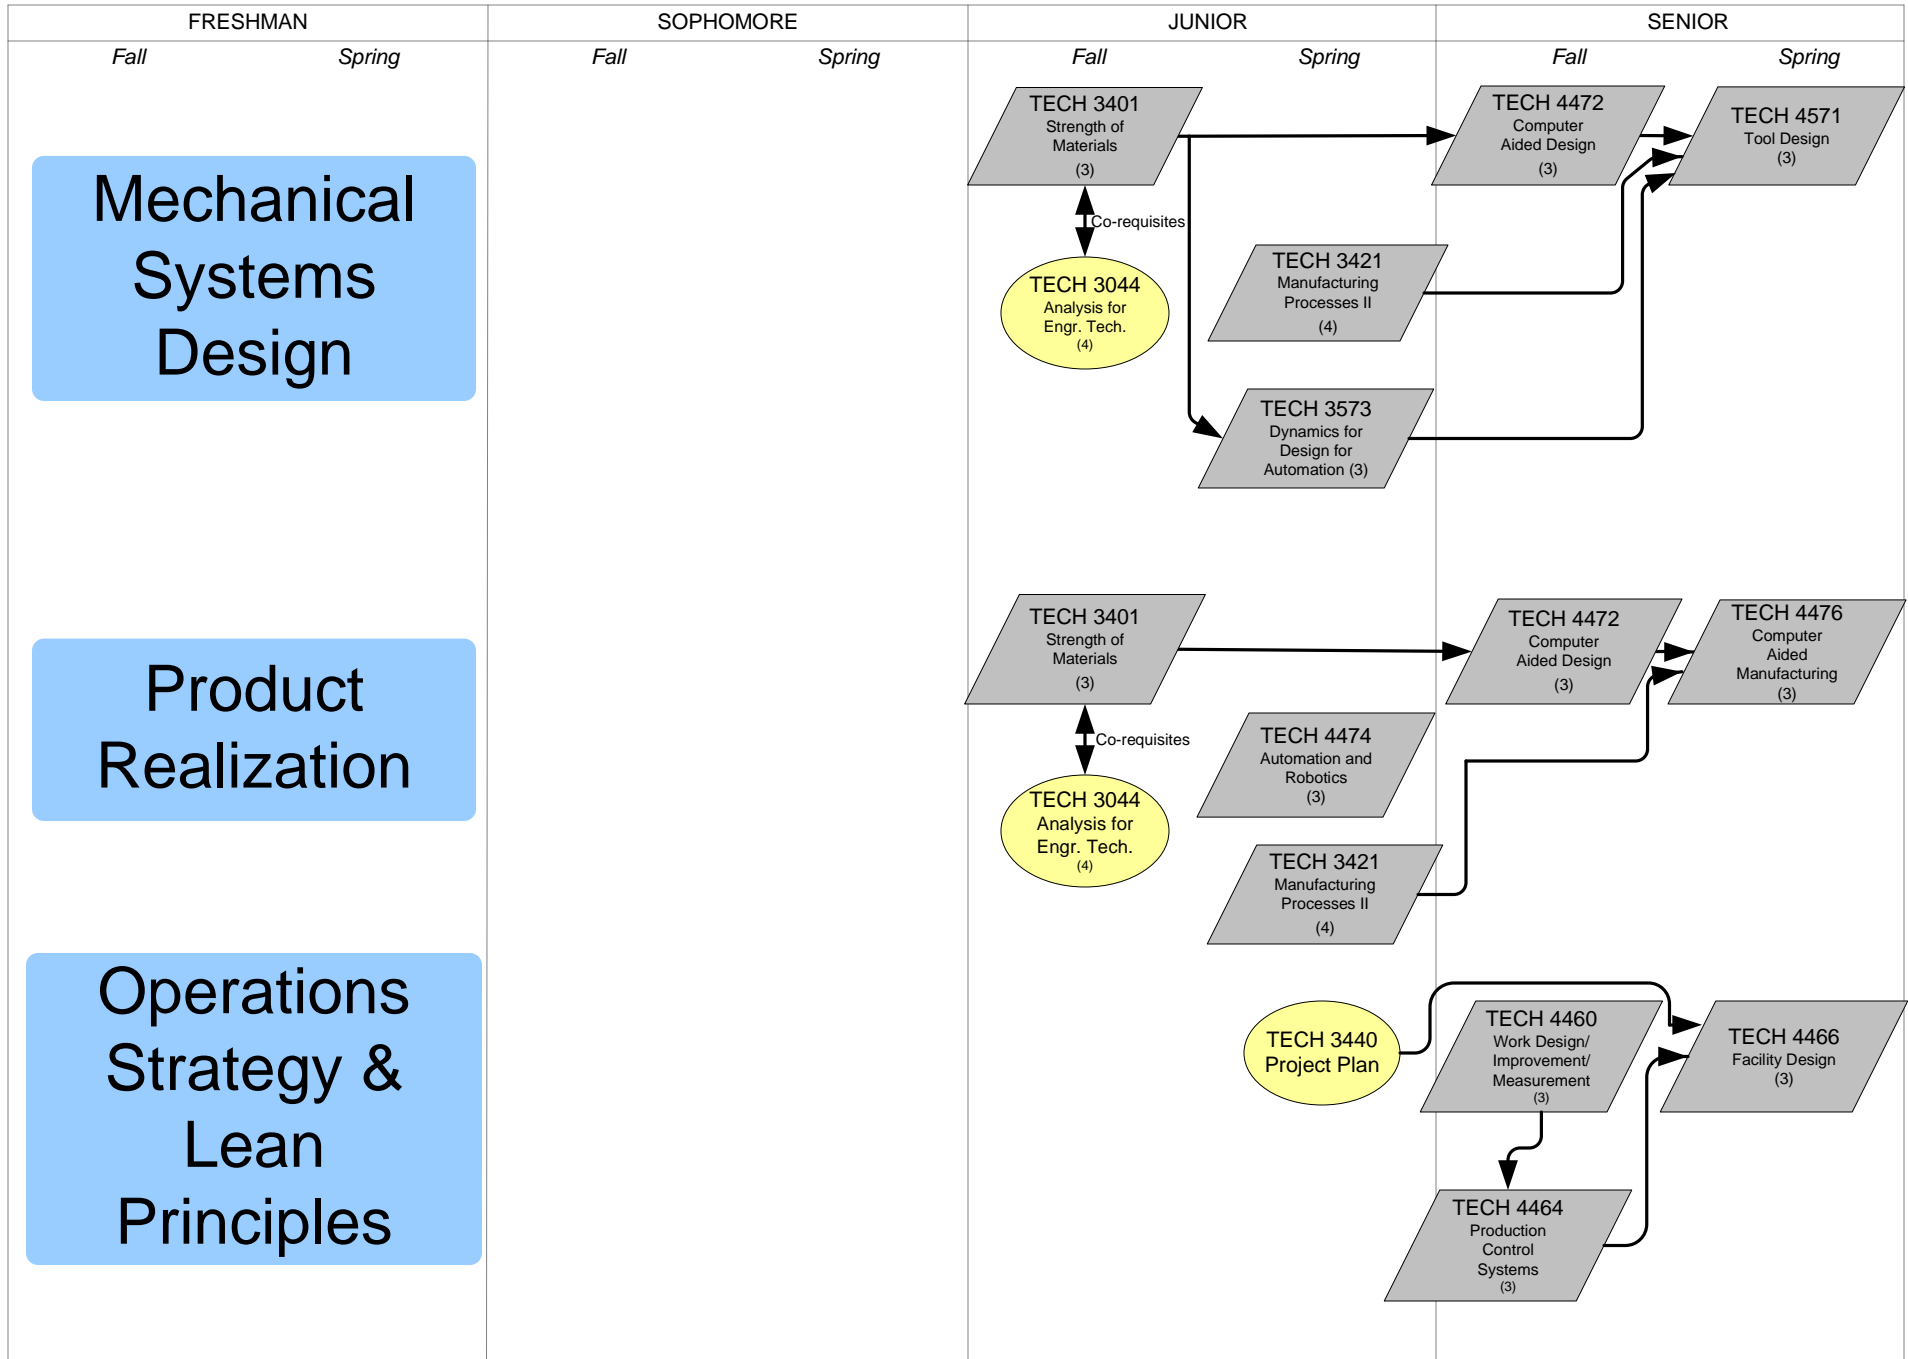 FRESHMAN
SOPHOMORE
JUNIOR
SENIOR
Fall
Spring
Fall
Spring
Fall
Spring
Fall
Spring
Mechanical
Systems
Design
TECH 3401
Strength of
Materials
(3)
Co-requisites
TECH 3044
Analysis for
Engr. Tech.
(4)
TECH 3421
Manufacturing
Processes II
(4)
TECH 3573
Dynamics for
Design for
Automation (3)
TECH 4472
Computer
Aided Design
(3)
TECH 4571
Tool Design
(3)
Product
Realization
TECH 3401
Strength of
Materials
(3)
Co-requisites
TECH 3044
Analysis for
Engr. Tech.
(4)
TECH 4474
Automation and
Robotics
(3)
TECH 3421
Manufacturing
Processes II
(4)
TECH 4472
Computer
Aided Design
(3)
TECH 4476
Computer
Aided
Manufacturing
(3)
Operations
Strategy &
Lean
Principles
TECH 3440
Project Plan
TECH 4460
Work Design/
Improvement/
Measurement
(3)
TECH 4464
Production
Control
Systems
(3)
TECH 4466
Facility Design
(3)